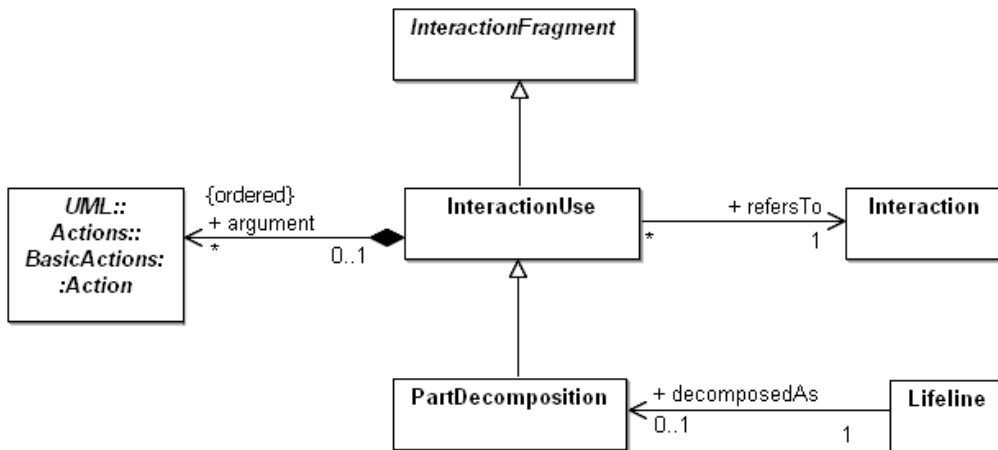 InteractionFragment
{ordered}
+ argument
*
0..1
UML::
Actions::
BasicActions:
:Action
InteractionUse
+ refersTo
*
1
Interaction
PartDecomposition
+ decomposedAs
0..1
1
Lifeline